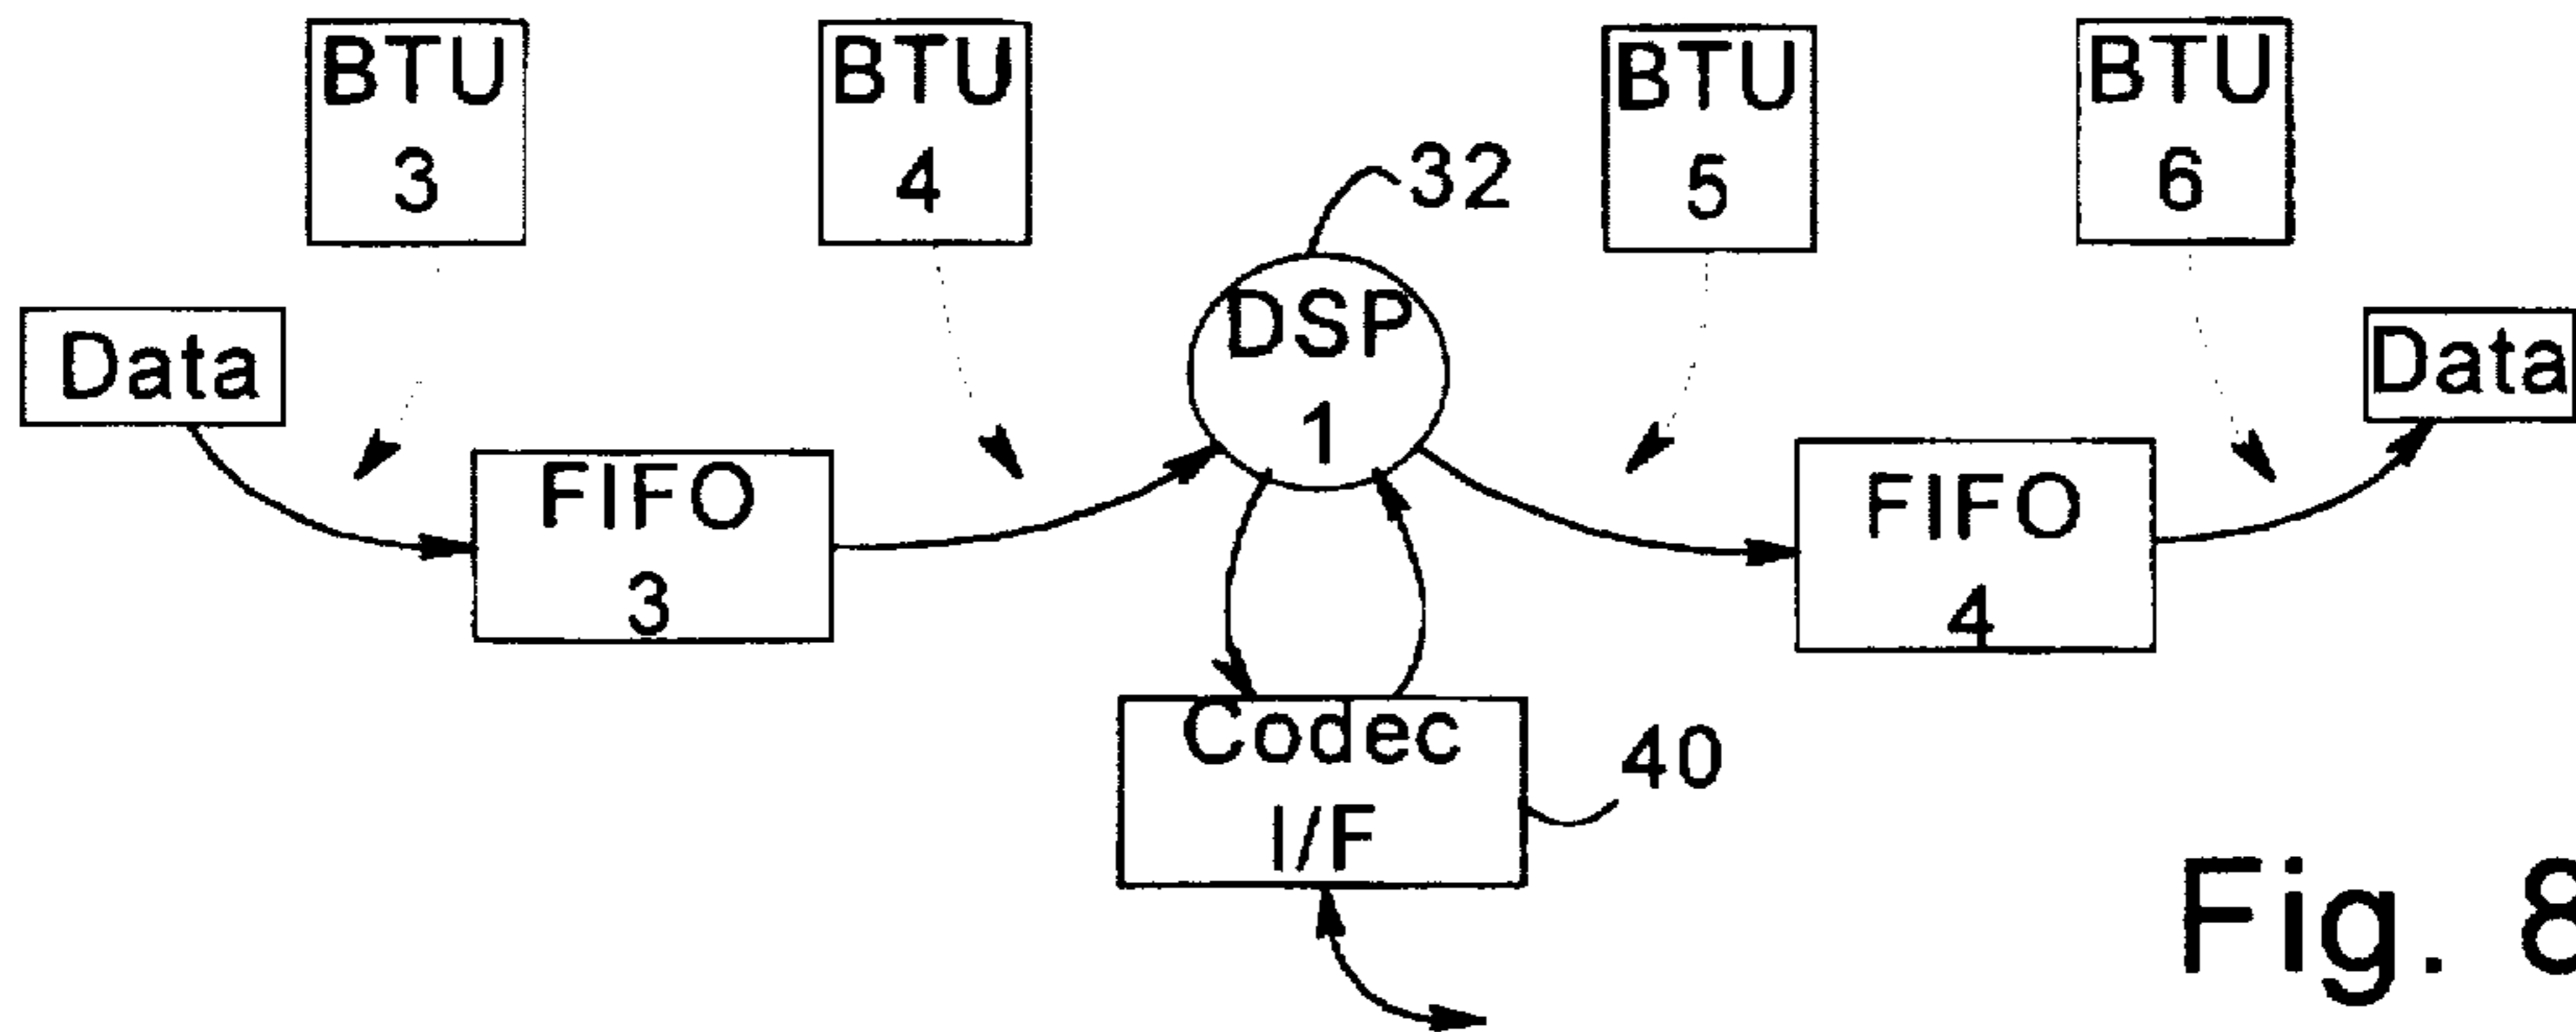 BTU
3
BTU
4
BTU
5
BTU
6
32
Data
DSP
1
Data
FIFO
3
FIFO
4
Codec
I/F
40
Fig. 8